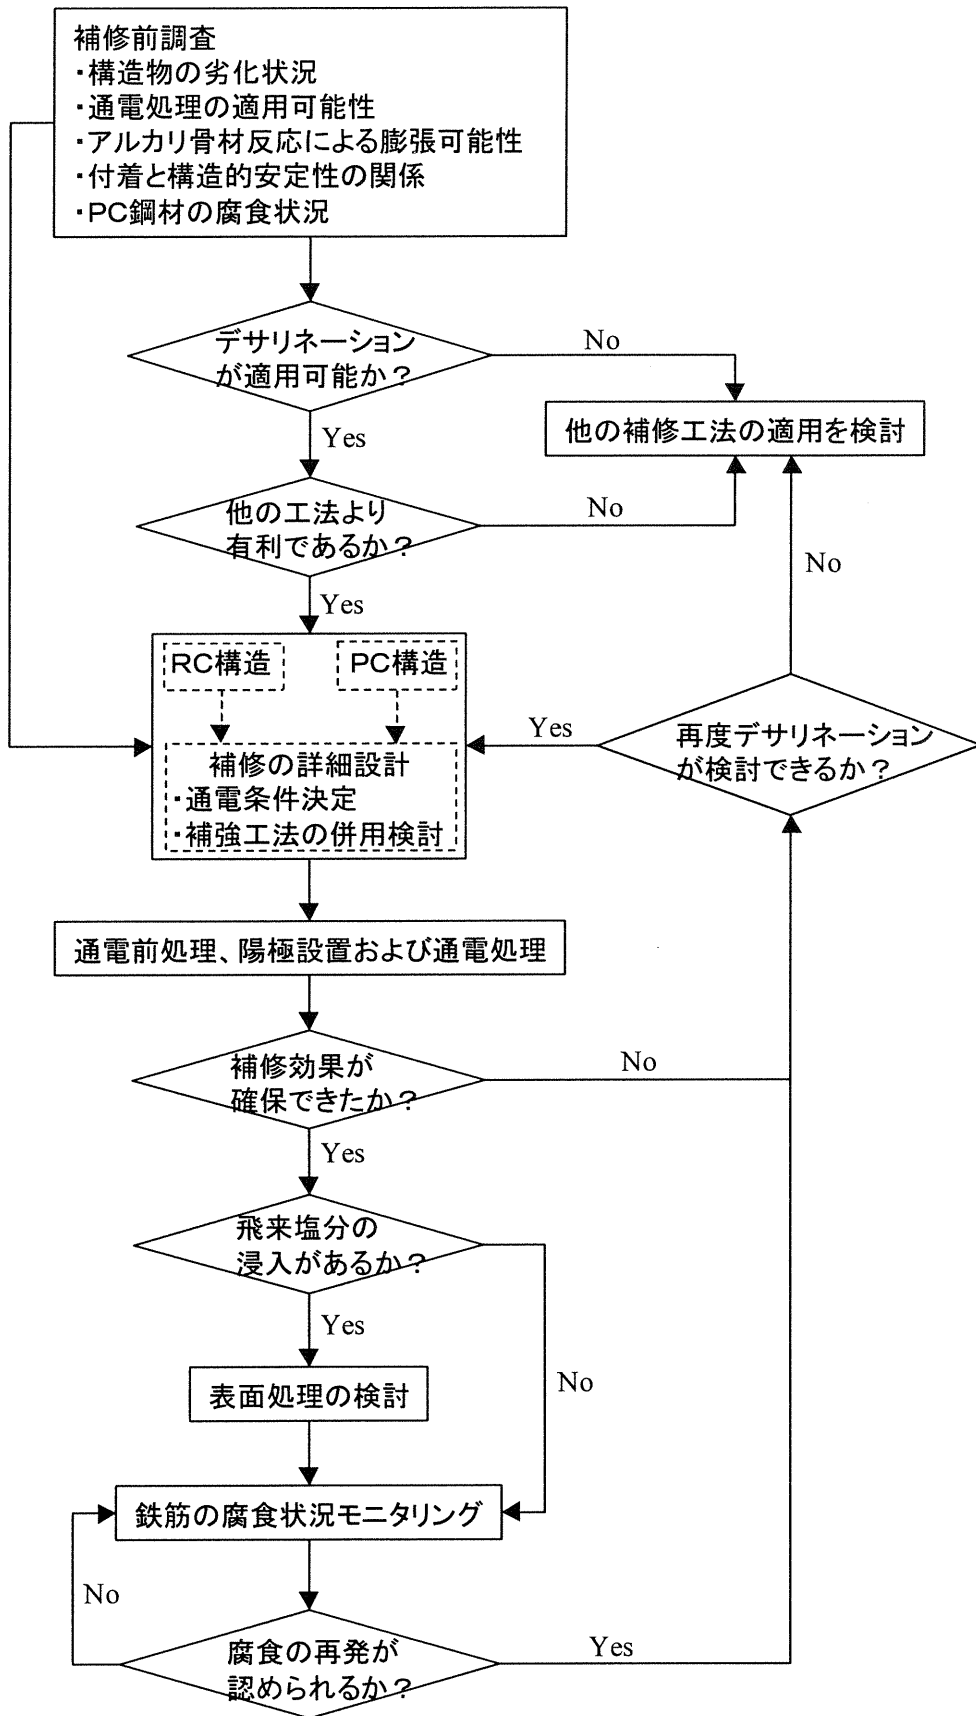 補修前調査
・構造物の劣化状況
・通電処理の適用可能性
・アルカリ骨材反応による膨張可能性
・付着と構造的安定性の関係
・PC鋼材の腐食状況
デサリネーション
が適用可能か?
No
Yes
他の補修工法の適用を検討
他の工法より
有利であるか?
No
Yes
No
RC構造
PC構造
補修の詳細設計
・通電条件決定
・補強工法の併用検討
Yes
再度デサリネーション
が検討できるか?
通電前処理、陽極設置および通電処理
補修効果が
確保できたか?
No
Yes
飛来塩分の
浸入があるか?
Yes
No
表面処理の検討
鉄筋の腐食状況モニタリング
No
腐食の再発が
認められるか?
Yes